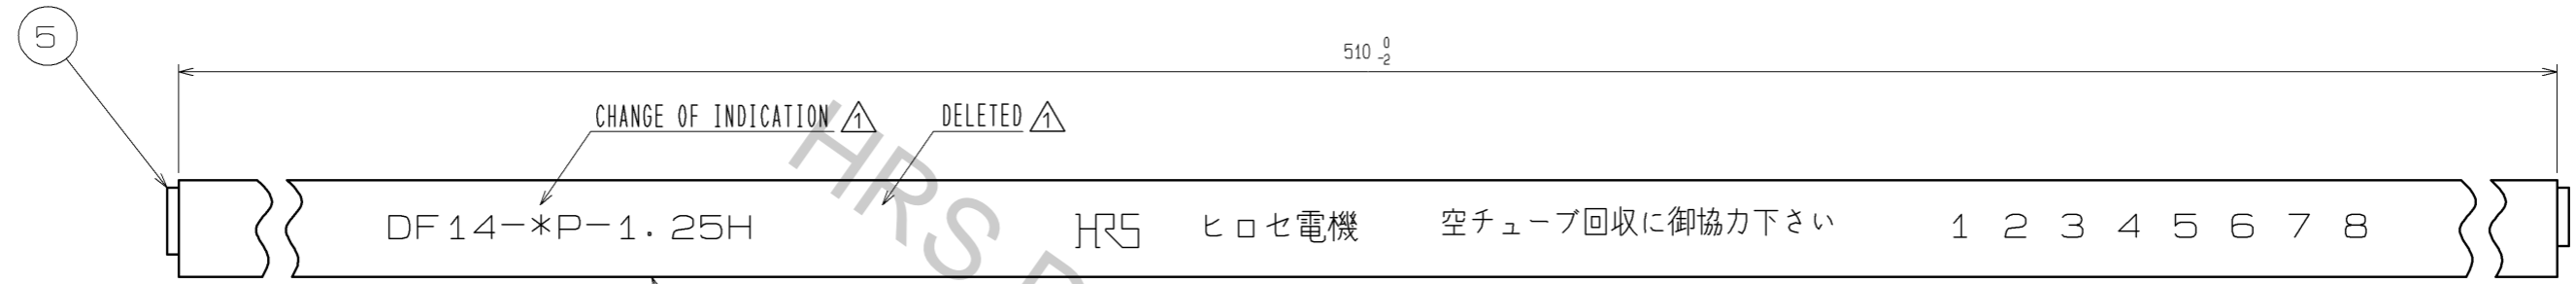 5
510 0 -2
CHANGE OF INDICATION 1 DELETED 1
DF14-*P-1.25H HRS ヒロセ電機 空チューブ回収に御協力下さい 1 2 3 4 5 6 7 8
HRS